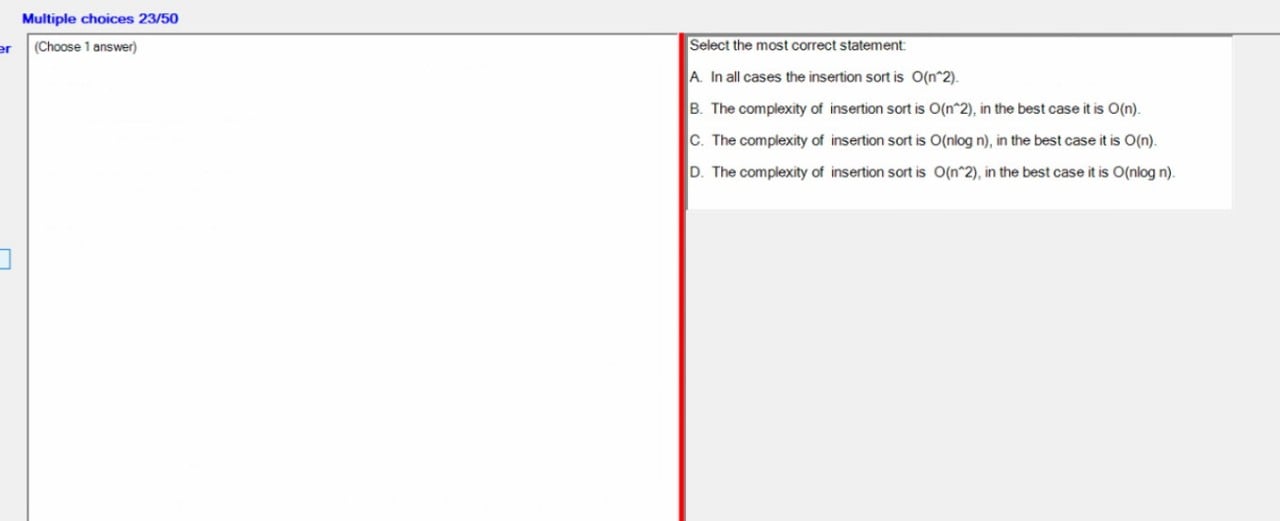 Multiple choices 23/50
er
(Choose 1 answer)
Select the most correct statement:
A. In all cases the insertion sort is O(n^2).
B. The complexity of insertion sort is O(n^2), in the best case it is O(n).
C. The complexity of insertion sort is O(nlog n), in the best case it is O(n).
D. The complexity of insertion sort is O(n^2), in the best case it is O(nlog n).